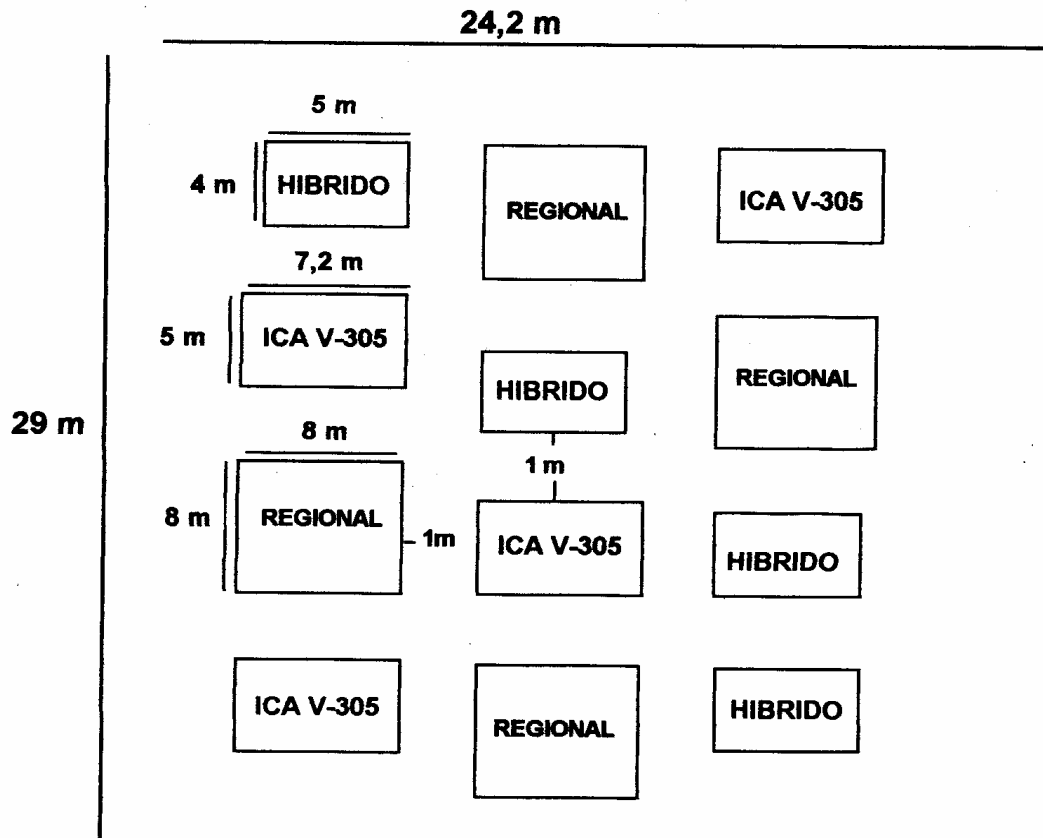 24,2 m
5 m
4 m
HIBRIDO
REGIONAL
ICA V-305
7,2 m
5 m
ICA V-305
HIBRIDO
REGIONAL
29 m
8 m
1 m
8 m
REGIONAL
1m
ICA V-305
HIBRIDO
ICA V-305
REGIONAL
HIBRIDO